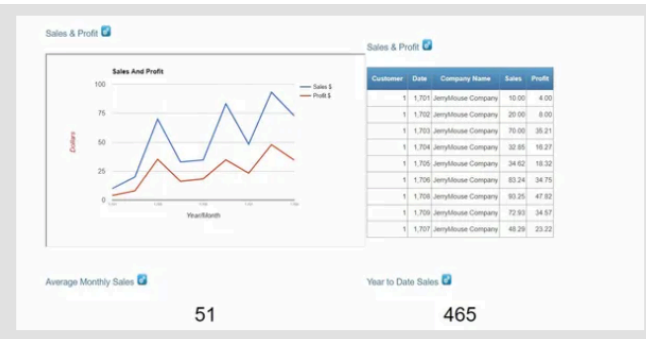 Sales & Profit
Sales And Profit
100
75
50
25
0
Dollars
Sales $
Profit $
Year/Month
Sales & Profit
Customer Date Company Name Sales Profit
1 1,701 JerryMouse Company 10.00 4.00
1 1,702 JerryMouse Company 20.00 8.00
1 1,703 JerryMouse Company 70.00 35.21
1 1,704 JerryMouse Company 32.85 16.27
1 1,705 JerryMouse Company 34.62 18.32
1 1,706 JerryMouse Company 83.24 34.75
1 1,708 JerryMouse Company 93.25 47.82
1 1,709 JerryMouse Company 72.93 34.57
1 1,707 JerryMouse Company 48.29 23.22
Average Monthly Sales
51
Year to Date Sales
465